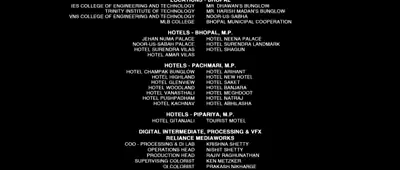 LOCATIONS - BHOPAL
IES COLLEGE OF ENGINEERING AND TECHNOLOGY MR. DHAWAN'S BUNGLOW
TRINITY INSTITUTE OF TECHNOLOGY MR. HARISH MADAN'S BUNGLOW
VNS COLLEGE OF ENGINEERING AND TECHNOLOGY NOOR-US-SABHA
MLB COLLEGE BHOPAL MUNICIPAL COOPERATION
HOTELS - BHOPAL, M.P.
JEHAN NUMA PALACE HOTEL NEENA PALACE
NOOR-US-SABAH PALACE HOTEL SURENDRA LANDMARK
HOTEL SURENDRA VILAS HOTEL SHAGUN
HOTEL AMAR VILAS
HOTELS - PACHMARI, M.P.
HOTEL CHAMPAK BUNGLOW HOTEL ARIHANT
HOTEL HIGHLAND HOTEL NEW HOTEL
HOTEL GLENVIEW HOTEL SAKET
HOTEL WOODLAND HOTEL BANJARA
HOTEL VANASTHALI HOTEL MEGHDOOT
HOTEL PUSHPADHAM HOTEL NATRAJ
HOTEL KACHNAV HOTEL ABHILASHA
HOTELS - PIPARIYA, M.P.
HOTEL GITANJALI TOURIST MOTEL
DIGITAL INTERMEDIATE, PROCESSING & VFX
RELIANCE MEDIAWORKS
COO - PROCESSING & DI LAB KRISHNA SHETTY
OPERATIONS HEAD NISHIT SHETTY
PRODUCTION HEAD RAJIV RAGHUNATHAN
SUPERVISING COLORIST KEN METZKER
DI COLORIST PRAKASH NIKHANGE